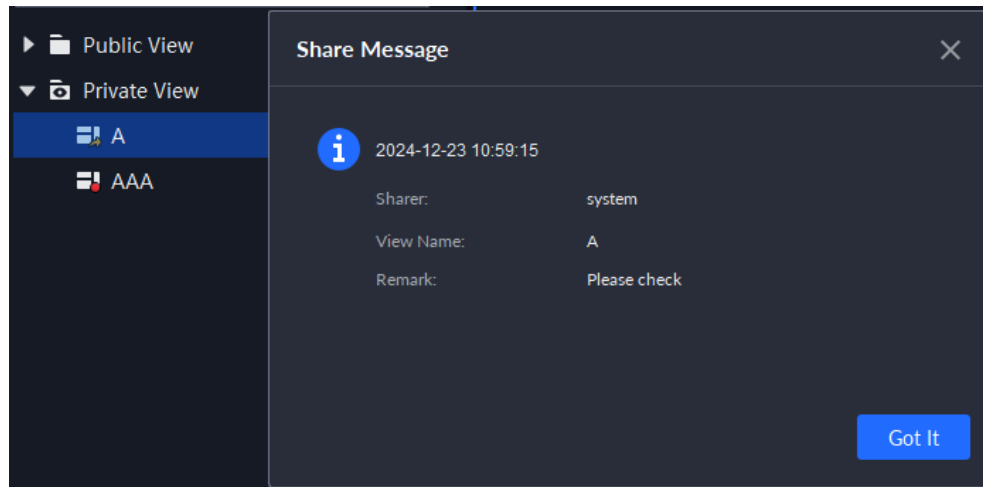 Public View
Private View
A
AAA
Share Message
2024-12-23 10:59:15
Sharer: system
View Name: A
Remark: Please check
Got It